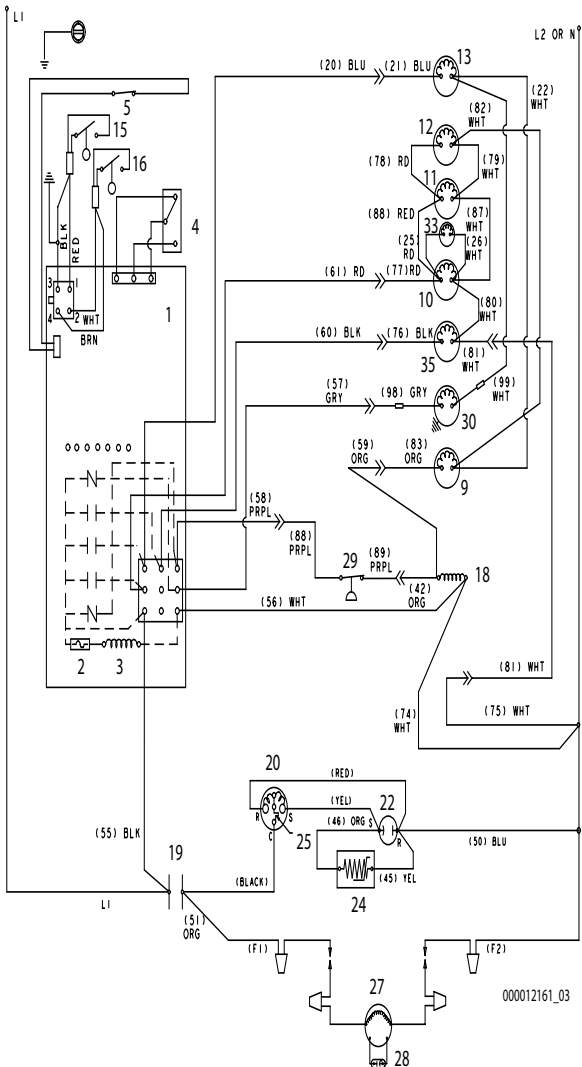 L1
L2 OR N
(20) BLU
(21) BLU
13
(22) WHT
5
15
16
4
BLK
RED
3
1
4
2
WHT
BRN
1
(82) WHT
12
(78) RD
(79) WHT
11
(88) RED
(87) WHT
33
(25) RD
(26) WHT
(61) RD
(77)RD
10
(80) WHT
(60) BLK
(76) BLK
35
(81) WHT
(57) GRY
(98) GRY
30
(99) WHT
(59) ORG
(83) ORG
9
(58) PRPL
(88) PRPL
29
(89) PRPL
(42) ORG
18
(56) WHT
2
3
(81) WHT
(74) WHT
(75) WHT
20
(RED)
(YEL)
R
S
C
25
22
(46) ORG
S
R
(50) BLU
(45) YEL
24
(55) BLK
19
(BLACK)
L1
(51) ORG
(F1)
(F2)
27
28
000012161_03